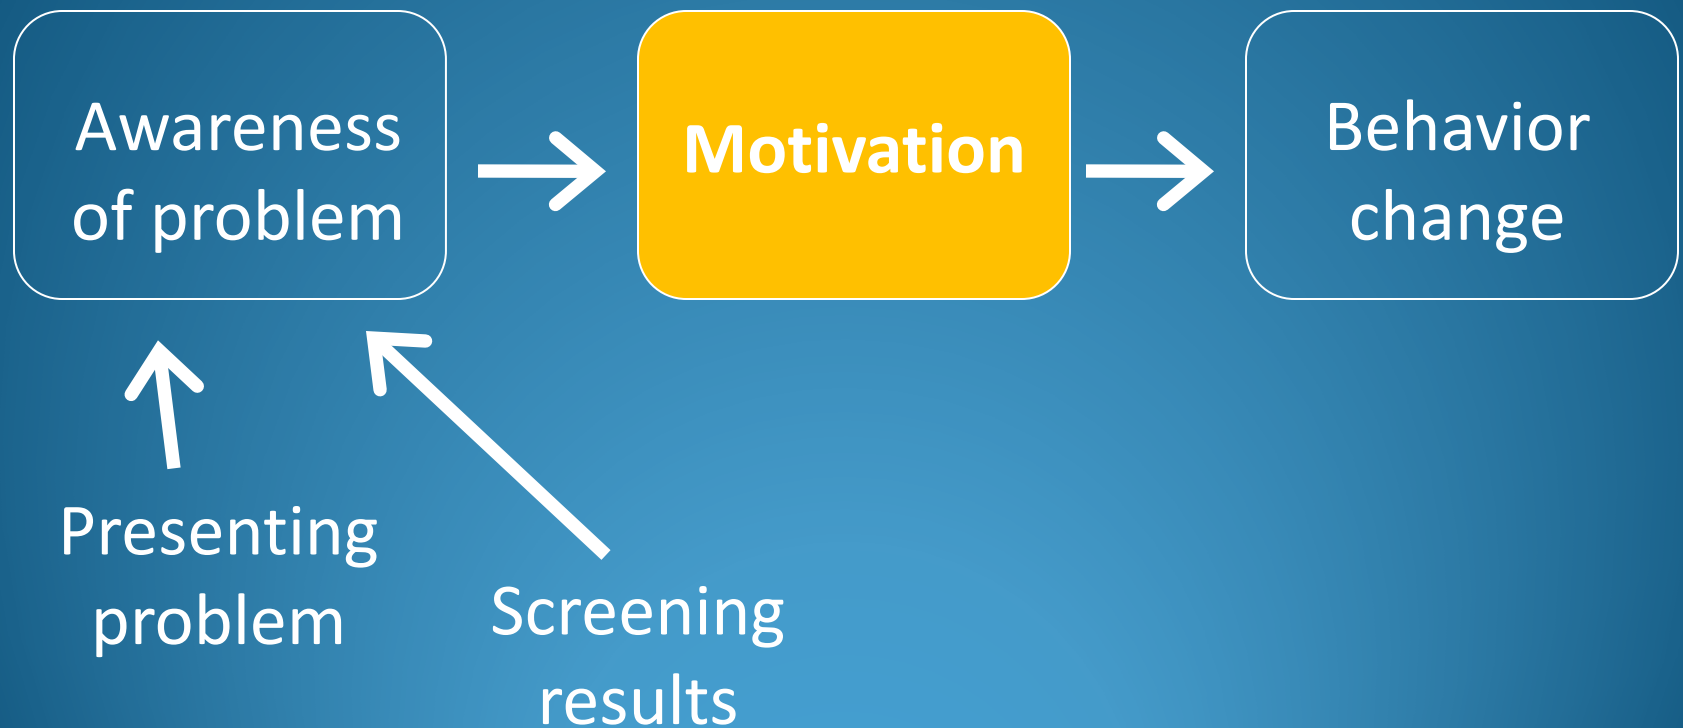 Awareness
of problem
Motivation
Behavior
change
Presenting
problem
Screening
results